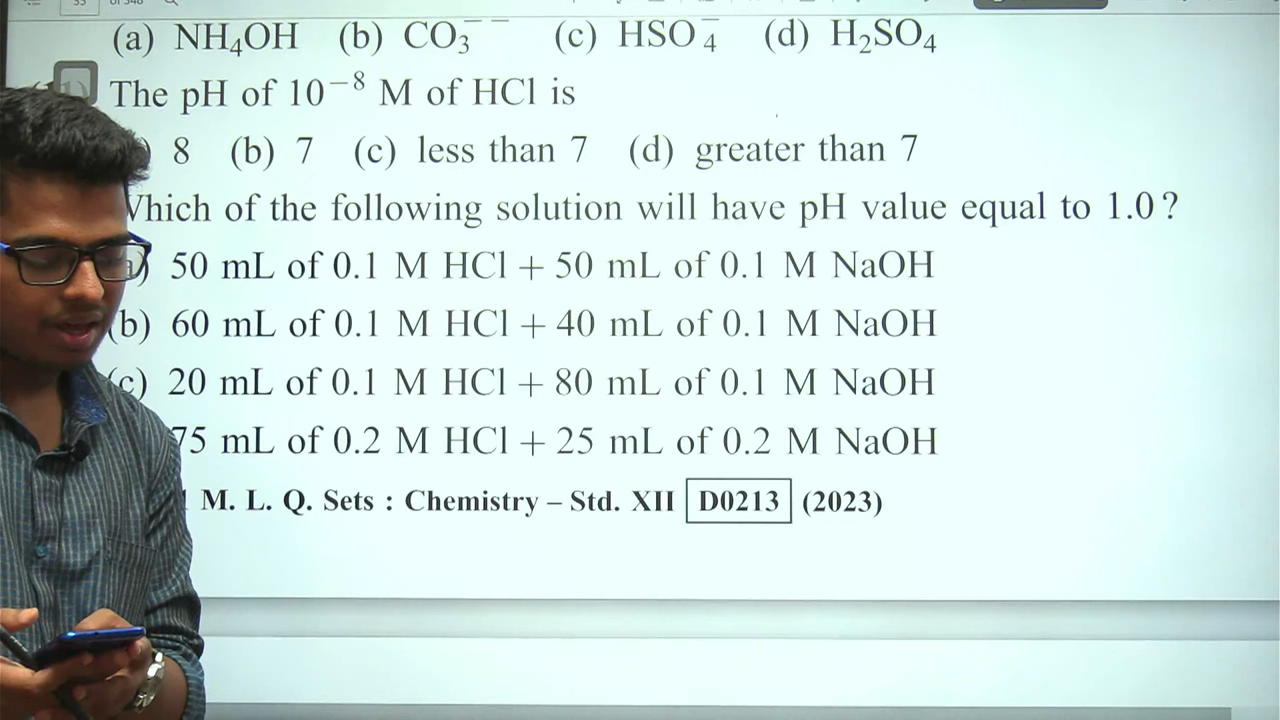 (a) NH₄OH (b) CO₃⁻⁻ (c) HSO₄⁻ (d) H₂SO₄
The pH of 10⁻⁸ M of HCl is
8 (b) 7 (c) less than 7 (d) greater than 7
of the following solution will have pH value equal to 1.0?
50 mL of 0.1 M HCl + 50 mL of 0.1 M NaOH
(b) 60 mL of 0.1 M HCl + 40 mL of 0.1 M NaOH
(c) 20 mL of 0.1 M HCl + 80 mL of 0.1 M NaOH
75 mL of 0.2 M HCl + 25 mL of 0.2 M NaOH
M. L. Q. Sets : Chemistry – Std. XII D0213 (2023)